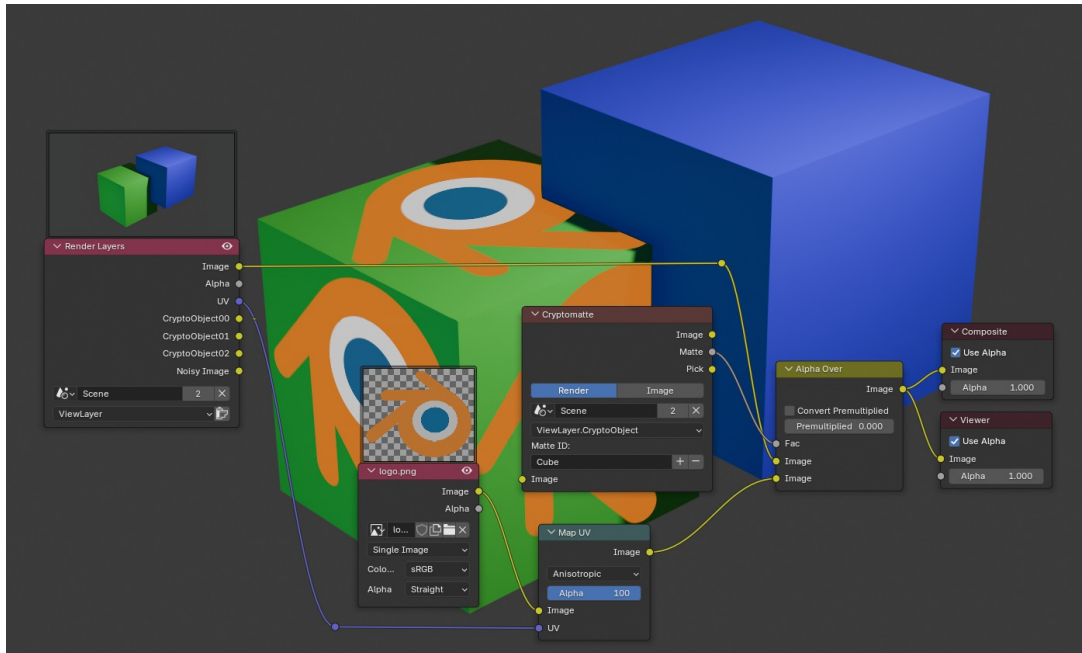 Render Layers
Image
Alpha
UV
CryptoObject00
CryptoObject01
CryptoObject02
Noisy Image
Scene 2
ViewLayer
logo.png
Image
Alpha
lo...
Single Image
Colo... sRGB
Alpha Straight
Cryptomatte
Image
Matte
Pick
Render Image
Scene 2
ViewLayer.CryptoObject
Matte ID:
Cube
Image
Map UV
Image
Anisotropic
Alpha 100
Image
UV
Alpha Over
Image
Convert Premultiplied
Premultiplied 0.000
Fac
Image
Image
Composite
Use Alpha
Image
Alpha 1.000
Viewer
Use Alpha
Image
Alpha 1.000